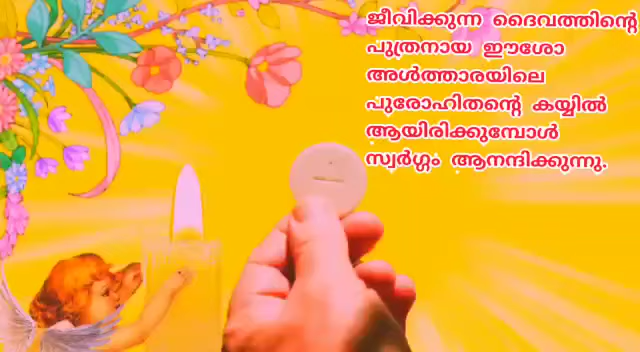 ജീവിക്കുന്ന ദൈവത്തിന്റെ
പുത്രനായ ഈശോ
അൾത്താരയിലെ
പുരോഹിതന്റെ കയ്യിൽ
ആയിരിക്കുമ്പോൾ
സ്വർഗ്ഗം ആനന്ദിക്കുന്നു.